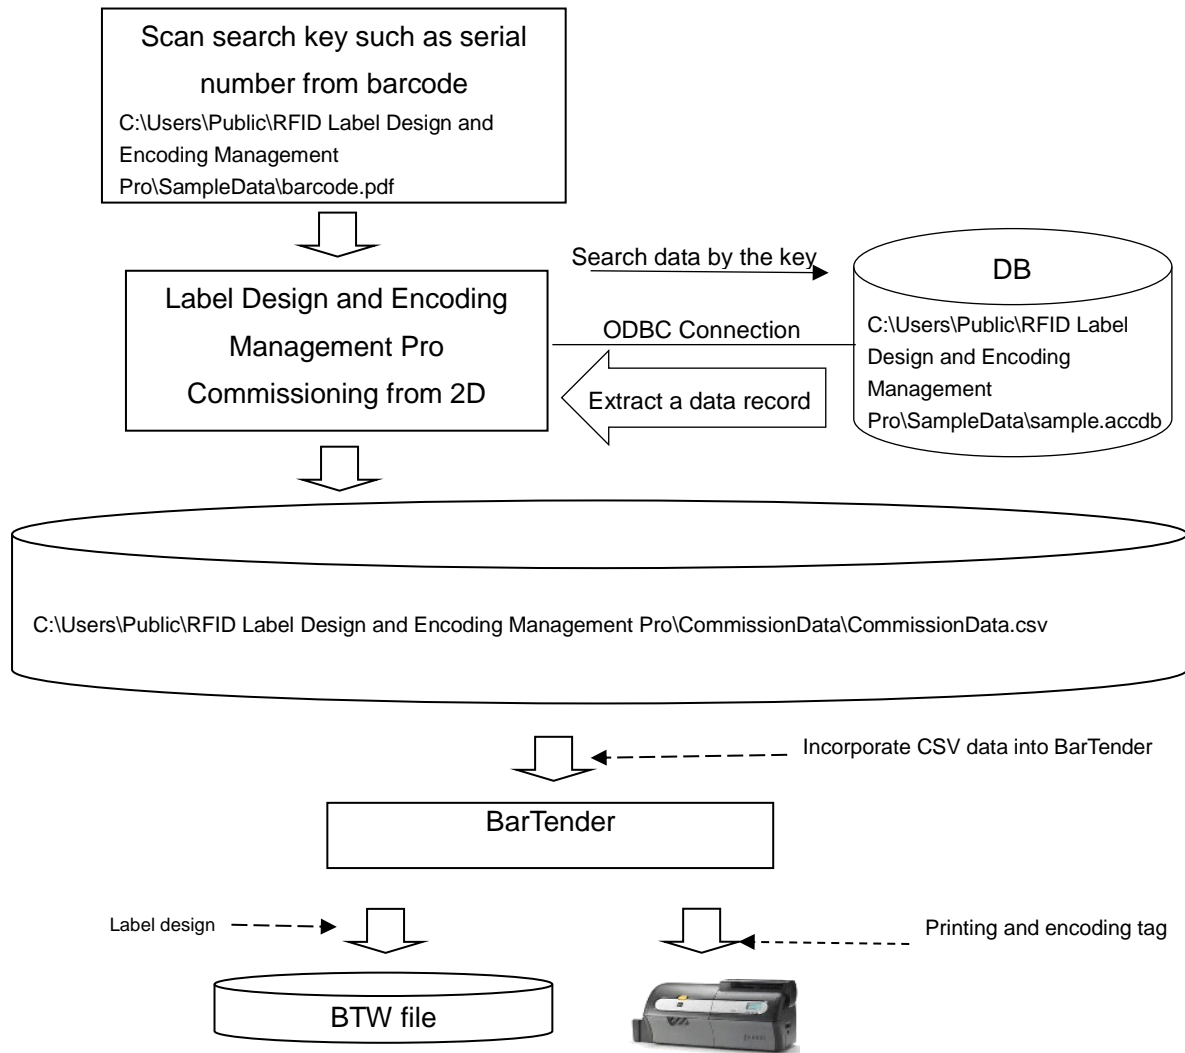 Scan search key such as serial
number from barcode
C:\Users\Public\RFID Label Design and
Encoding Management
Pro\SampleData\barcode.pdf
Search data by the key
DB
Label Design and Encoding
Management Pro
Commissioning from 2D
ODBC Connection
Extract a data record
C:\Users\Public\RFID Label
Design and Encoding
Management
Pro\SampleData\sample.accdb
C:\Users\Public\RFID Label Design and Encoding Management Pro\CommissionData\CommissionData.csv
Incorporate CSV data into BarTender
BarTender
Label design
Printing and encoding tag
BTW file